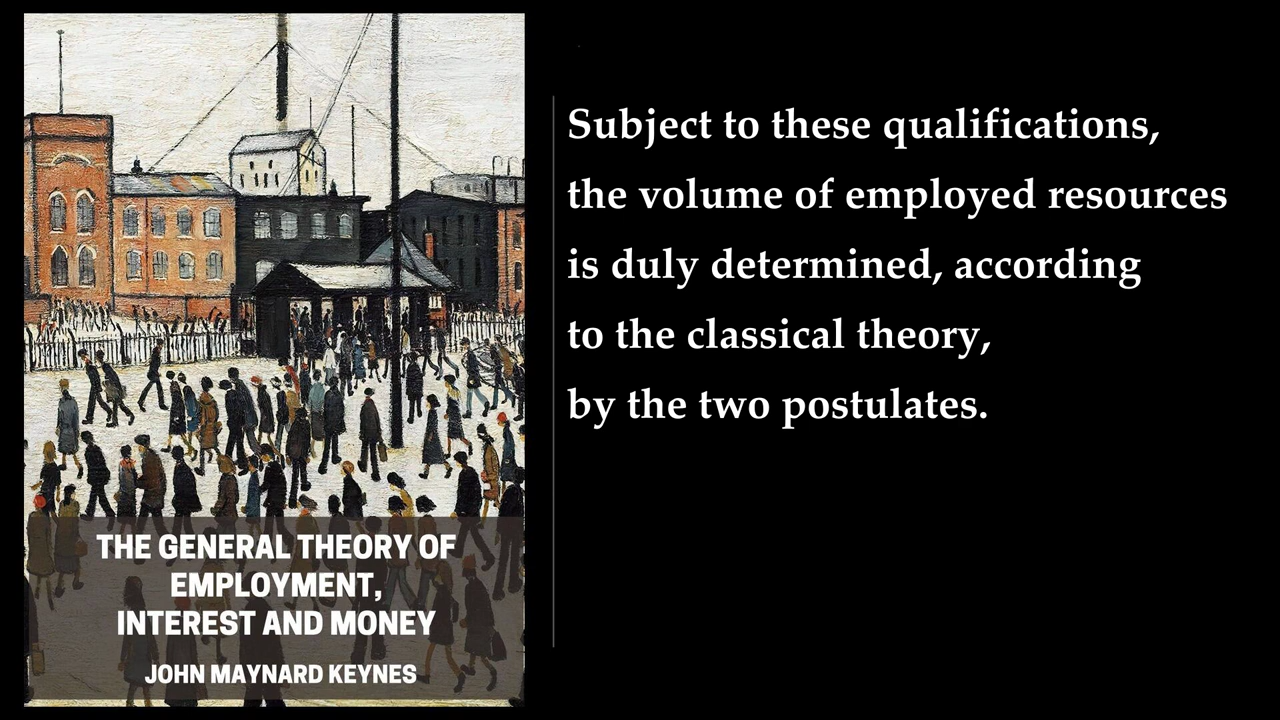 THE GENERAL THEORY OF
EMPLOYMENT,
INTEREST AND MONEY
JOHN MAYNARD KEYNES
Subject to these qualifications,
the volume of employed resources
is duly determined, according
to the classical theory,
by the two postulates.